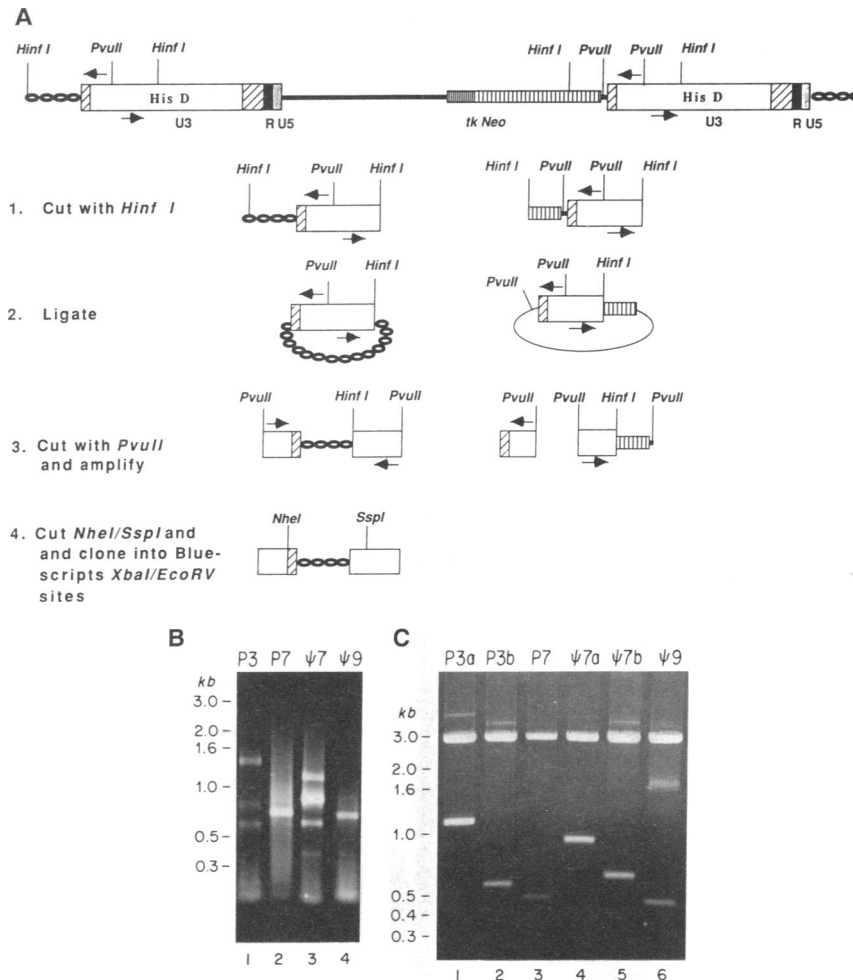 A
Hinf I PvuII Hinf I Hinf I PvuII PvuII Hinf I
His D His D
U3 R U5 tk Neo U3 R U5
1. Cut with Hinf I
Hinf I PvuII Hinf I Hinf I PvuII PvuII Hinf I
2. Ligate
PvuII Hinf I PvuII PvuII Hinf I
3. Cut with PvuII
and amplify
PvuII Hinf I PvuII PvuII PvuII Hinf I PvuII
4. Cut NheI/SspI and
and clone into Blue-
scripts XbaI/EcoRV
sites
NheI SspI
B
P3 P7 ψ7 ψ9
kb
3.0
2.0
1.6
1.0
0.5
0.3
1 2 3 4
C
P3a P3b P7 ψ7a ψ7b ψ9
kb
3.0
2.0
1.6
1.0
0.5
0.4
0.3
1 2 3 4 5 6